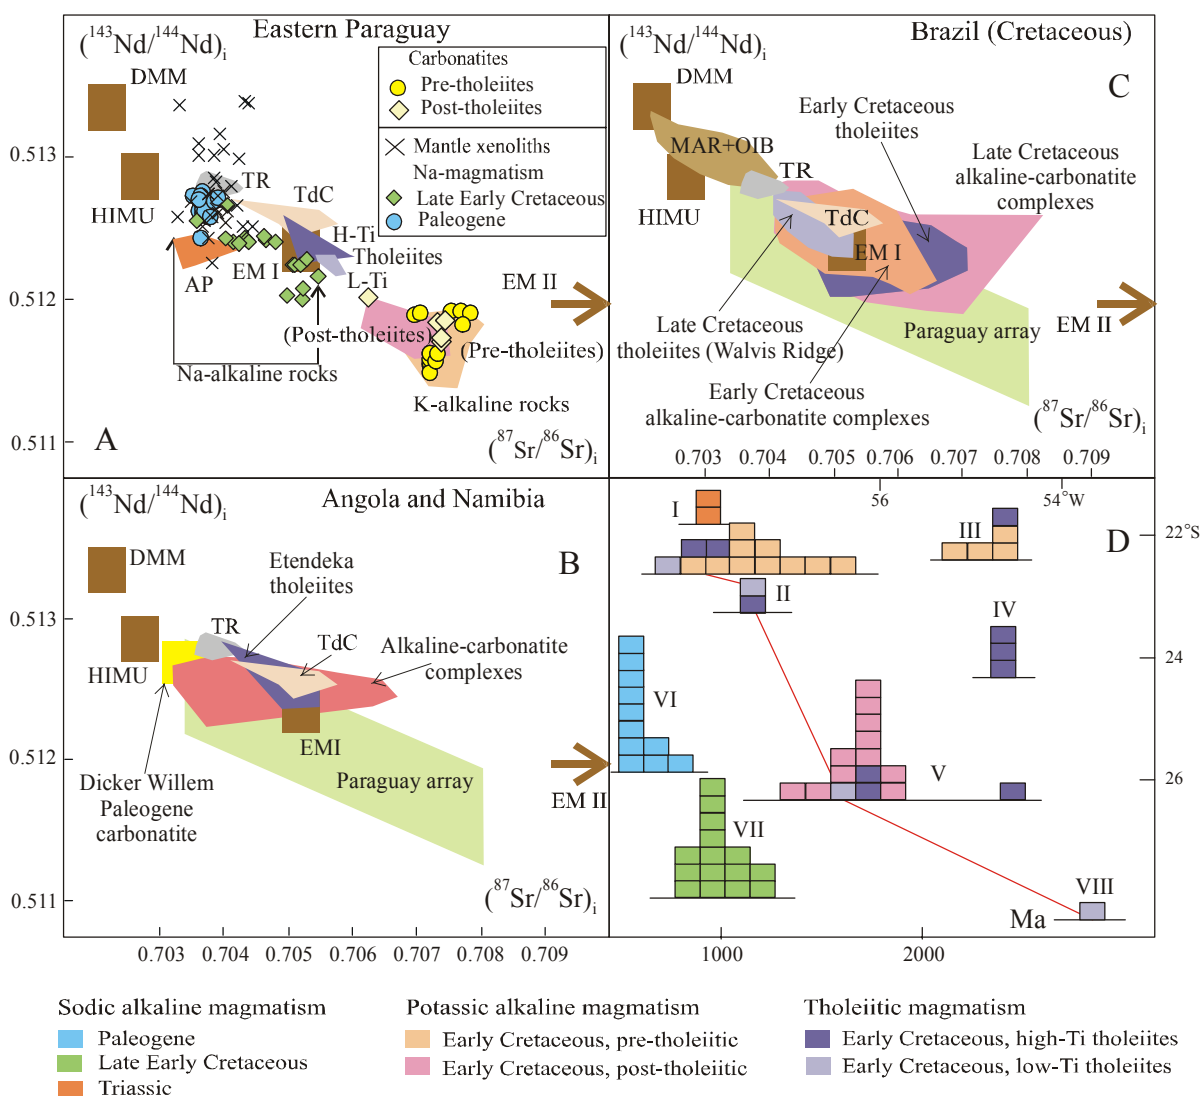 Eastern Paraguay
(143Nd/144Nd)i
DMM
HIMU
0.513
0.512
0.511
Carbonatites
Pre-tholeiites
Post-tholeiites
Mantle xenoliths
Na-magmatism
Late Early Cretaceous
Paleogene
TR
TdC
H-Ti
Tholeiites
L-Ti
AP
EM I
EM II
(Post-tholeiites)
(Pre-tholeiites)
Na-alkaline rocks
K-alkaline rocks
A
(87Sr/86Sr)i
Brazil (Cretaceous)
(143Nd/144Nd)i
DMM
C
Early Cretaceous
tholeiites
MAR+OIB
Late Cretaceous
alkaline-carbonatite
complexes
TR
HIMU
TdC
EM I
EM II
Late Cretaceous
tholeiites (Walvis Ridge)
Paraguay array
Early Cretaceous
alkaline-carbonatite complexes
(87Sr/86Sr)i
0.703 0.704 0.705 0.706 0.707 0.708 0.709
Angola and Namibia
(143Nd/144Nd)i
DMM
B
Etendeka
tholeiites
0.513
TR
TdC
Alkaline-carbonatite
complexes
HIMU
EMI
0.512
Paraguay array
EM II
Dicker Willem
Paleogene
carbonatite
0.511
(87Sr/86Sr)i
0.703 0.704 0.705 0.706 0.707 0.708 0.709
56
54°W
D
22°S
24
26
I
II
III
IV
V
VI
VII
VIII
Ma
1000
2000
Sodic alkaline magmatism
Paleogene
Late Early Cretaceous
Triassic
Potassic alkaline magmatism
Early Cretaceous, pre-tholeiitic
Early Cretaceous, post-tholeiitic
Tholeiitic magmatism
Early Cretaceous, high-Ti tholeiites
Early Cretaceous, low-Ti tholeiites